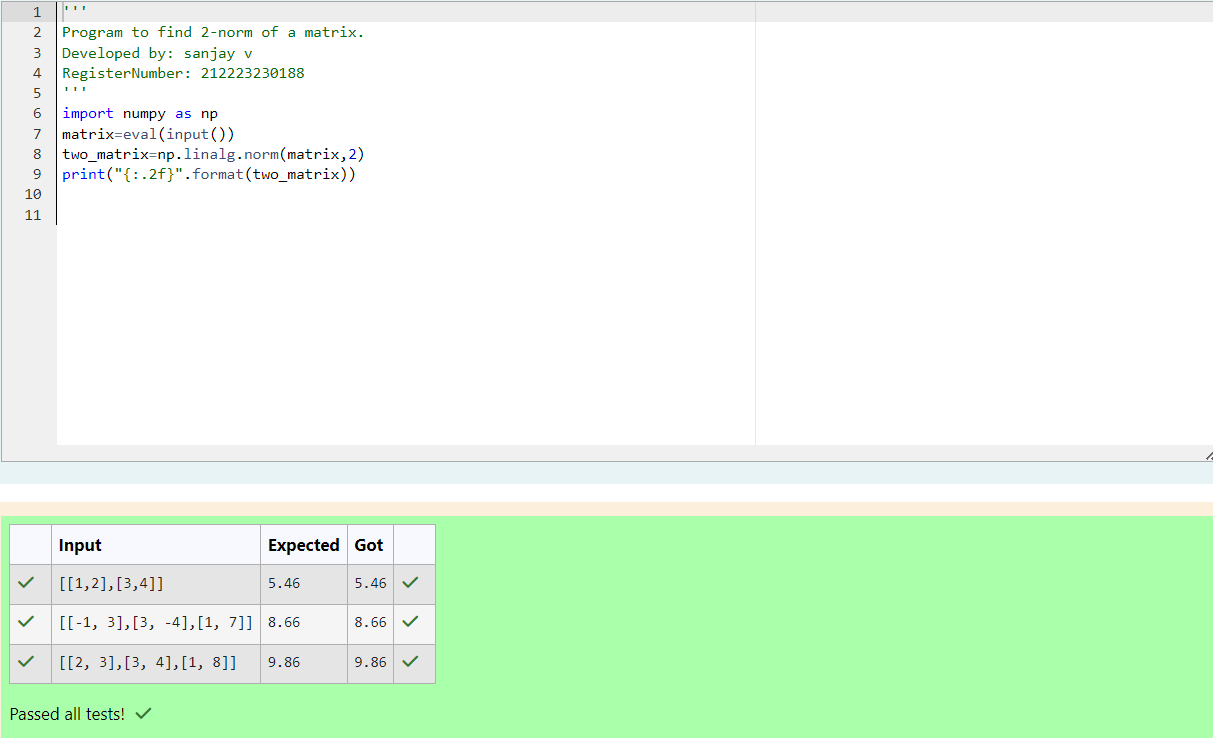 1 '''
2 Program to find 2-norm of a matrix.
3 Developed by: sanjay v
4 RegisterNumber: 212223230188
5 '''
6 import numpy as np
7 matrix=eval(input())
8 two_matrix=np.linalg.norm(matrix,2)
9 print("{:.2f}".format(two_matrix))
10
11
Input Expected Got
[[1,2],[3,4]] 5.46 5.46
[[-1, 3],[3, -4],[1, 7]] 8.66 8.66
[[2, 3],[3, 4],[1, 8]] 9.86 9.86
Passed all tests!